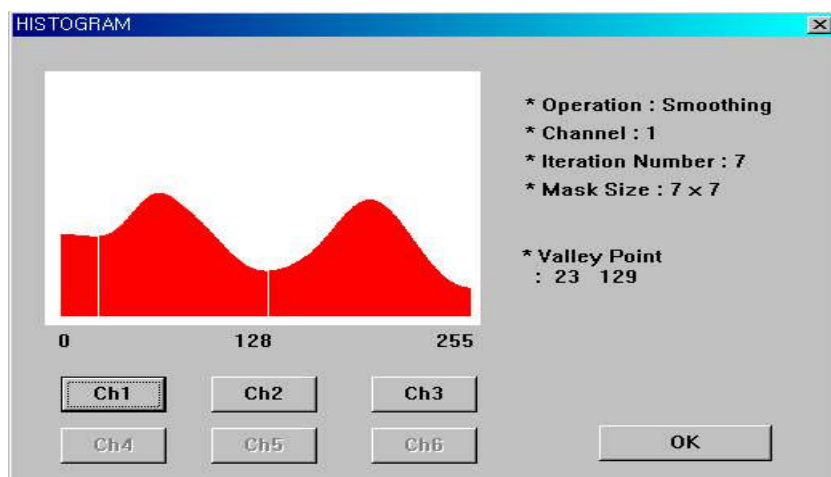 HISTOGRAM
* Operation : Smoothing
* Channel : 1
* Iteration Number : 7
* Mask Size : 7 × 7
* Valley Point
: 23 129
0 128 255
Ch1 Ch2 Ch3
Ch4 Ch5 Ch6
OK